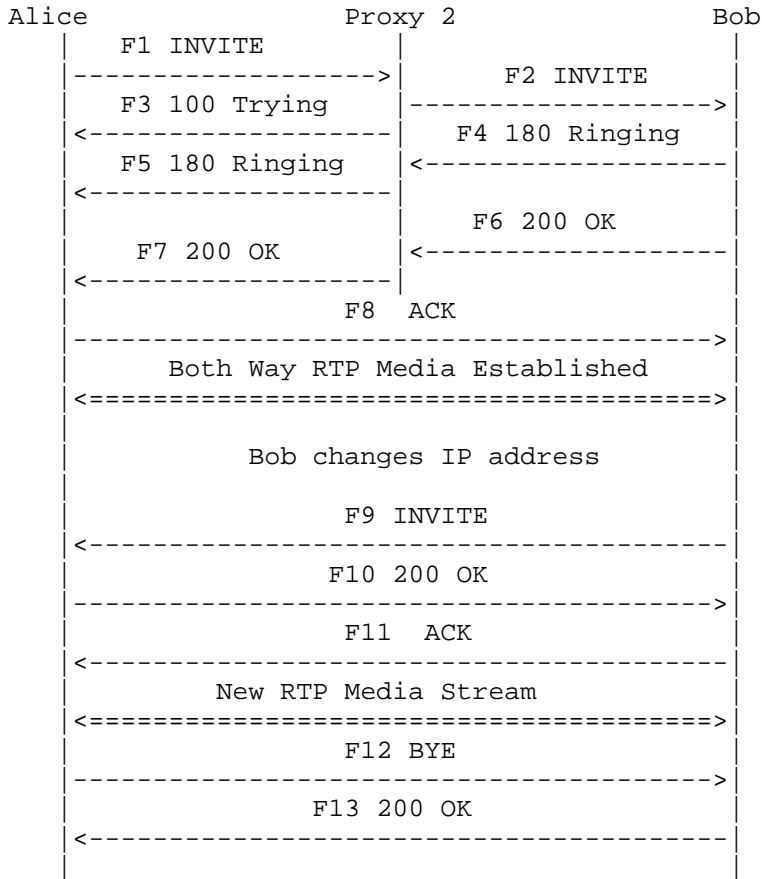 Alice Proxy 2 Bob
F1 INVITE
F2 INVITE
F3 100 Trying
F4 180 Ringing
F5 180 Ringing
F6 200 OK
F7 200 OK
F8 ACK
Both Way RTP Media Established
Bob changes IP address
F9 INVITE
F10 200 OK
F11 ACK
New RTP Media Stream
F12 BYE
F13 200 OK